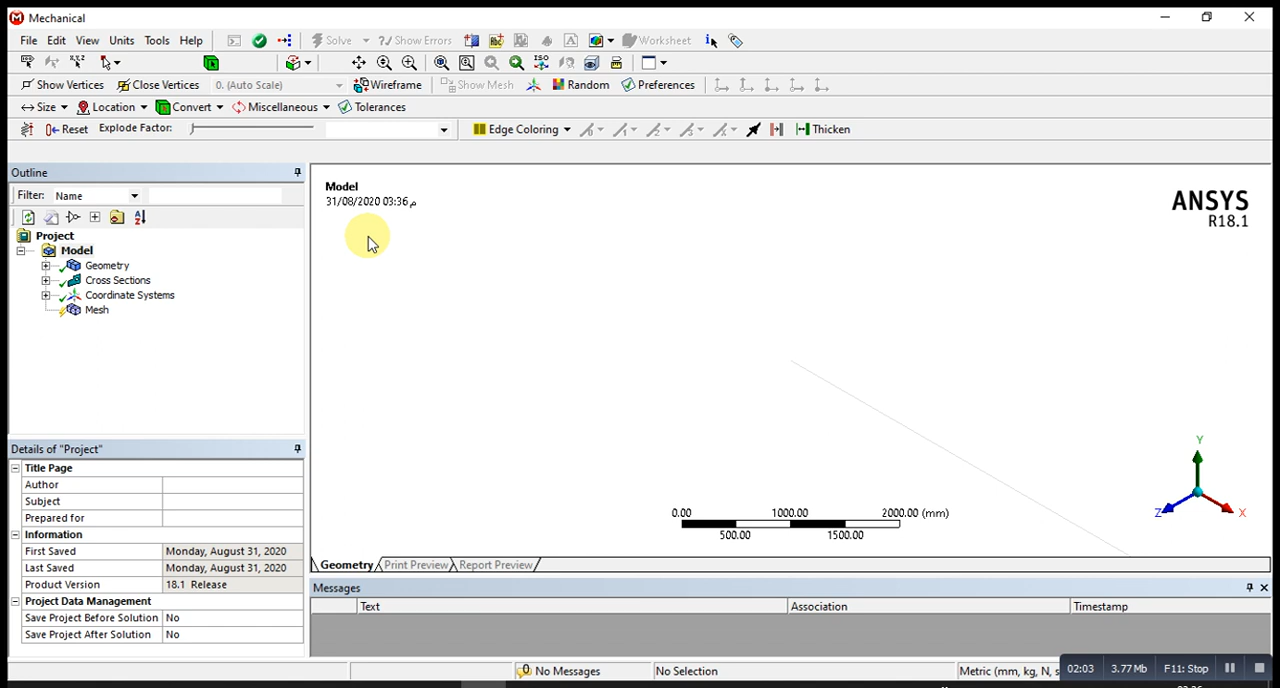 Mechanical
File Edit View Units Tools Help Solve ?/ Show Errors Worksheet
Show Vertices Close Vertices 0. (Auto Scale) Wireframe Show Mesh Random Preferences
Size Location Convert Miscellaneous Tolerances
Reset Explode Factor: Edge Coloring Thicken
Outline
Filter: Name
Project
Model
Geometry
Cross Sections
Coordinate Systems
Mesh
Details of "Project"
Title Page
Author
Subject
Prepared for
Information
First Saved Monday, August 31, 2020
Last Saved Monday, August 31, 2020
Product Version 18.1 Release
Project Data Management
Save Project Before Solution No
Save Project After Solution No
Model
31/08/2020 03:36 م
ANSYS
R18.1
Y
Z X
0.00 1000.00 2000.00 (mm)
500.00 1500.00
Geometry Print Preview Report Preview
Messages
Text Association Timestamp
0 No Messages No Selection Metric (mm, kg, N, s
02:03 3.77 Mb F11: Stop